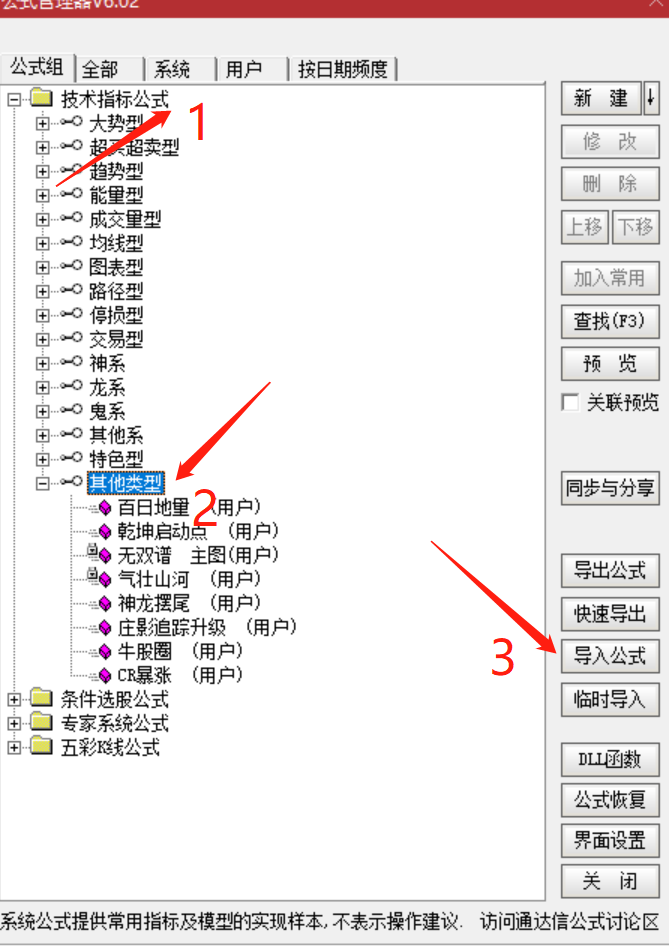 公式管理器V6.02
公式组 全部 系统 用户 按日期频度
技术指标公式
大势型
超买超卖型
趋势型
能量型
成交量型
均线型
图表型
路径型
停损型
交易型
神系
龙系
鬼系
其他系
特色型
其他类型
百日地量 (用户)
乾坤启动点 (用户)
无双谱 主图(用户)
气壮山河 (用户)
神龙摆尾 (用户)
庄影追踪升级 (用户)
牛股圈 (用户)
CR暴涨 (用户)
条件选股公式
专家系统公式
五彩K线公式
1
2
3
新 建 ↓
修 改
删 除
上移 下移
加入常用
查找(F3)
预 览
关联预览
同步与分享
导出公式
快速导出
导入公式
临时导入
DLL函数
公式恢复
界面设置
关 闭
系统公式提供常用指标及模型的实现样本,不表示操作建议. 访问通达信公式讨论区